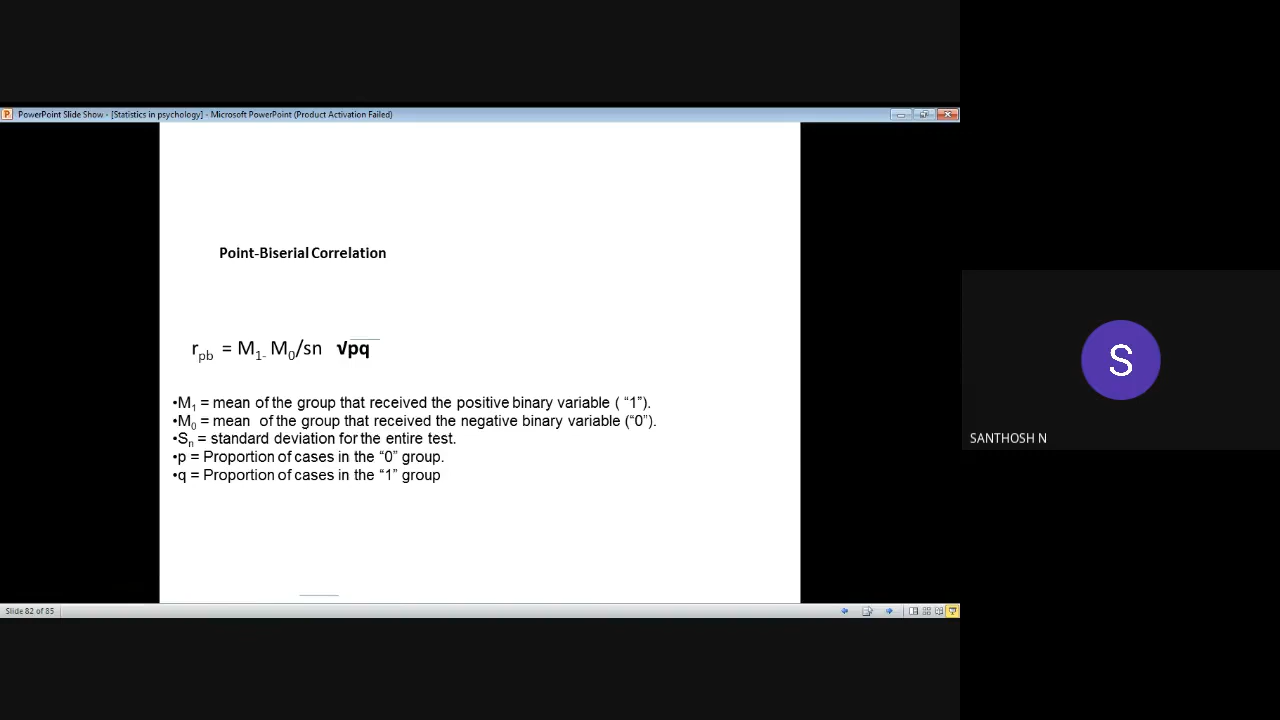 PowerPoint Slide Show - [Statistics in psychology] - Microsoft PowerPoint (Product Activation Failed)
Point-Biserial Correlation
rpb = M1- M0/sn √pq
•M1 = mean of the group that received the positive binary variable ( “1”).
•M0 = mean of the group that received the negative binary variable (“0”).
•Sn = standard deviation for the entire test.
•p = Proportion of cases in the “0” group.
•q = Proportion of cases in the “1” group
S
SANTHOSH N
Slide 82 of 85